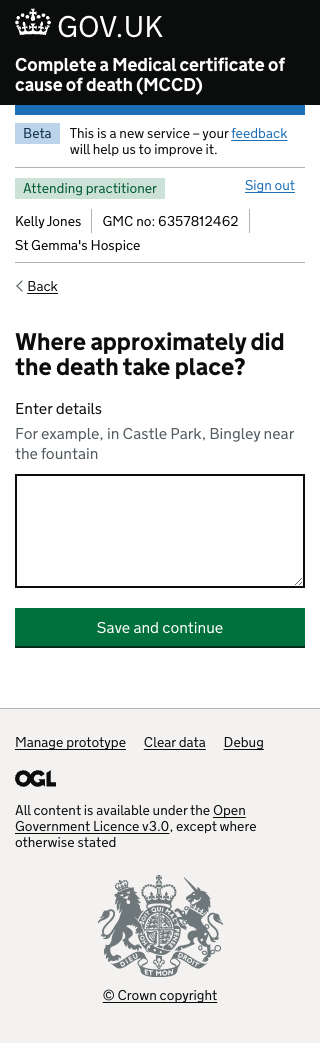 GOV.UK
Complete a Medical certificate of
cause of death (MCCD)
Beta
This is a new service – your feedback
will help us to improve it.
Attending practitioner
Sign out
Kelly Jones
GMC no: 6357812462
St Gemma's Hospice
Back
Where approximately did
the death take place?
Enter details
For example, in Castle Park, Bingley near
the fountain
Save and continue
Manage prototype
Clear data
Debug
OGL
All content is available under the Open
Government Licence v3.0, except where
otherwise stated
DIEU
ET MON
DROIT
© Crown copyright